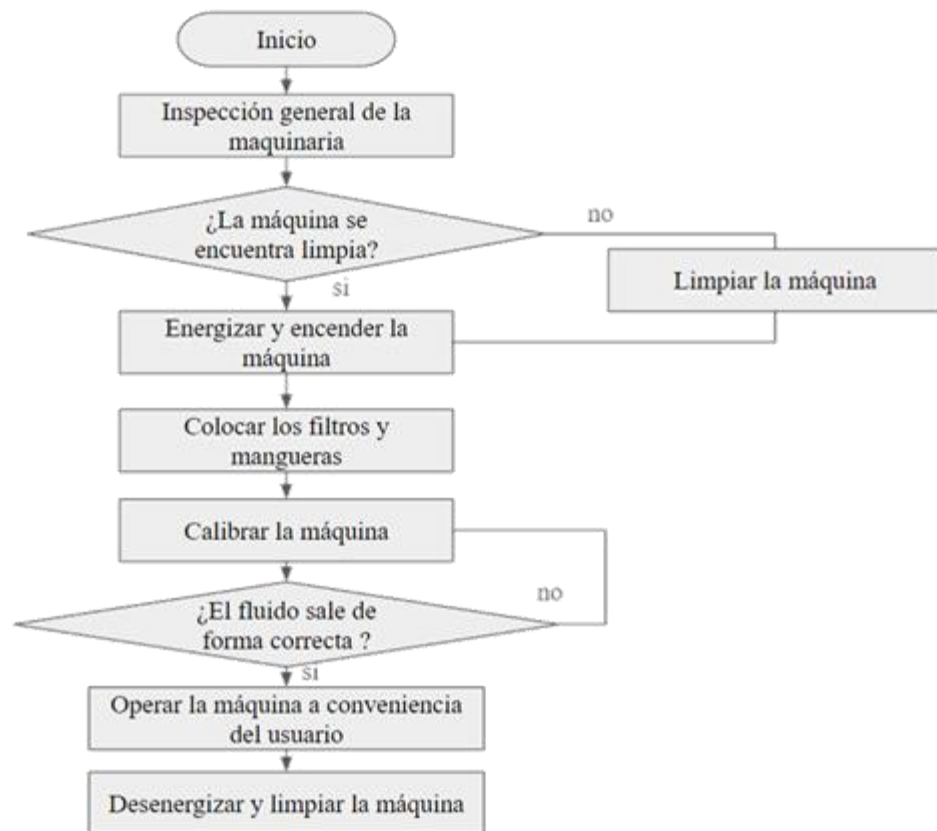 Inicio
Inspección general de la
maquinaria
¿La máquina se
encuentra limpia?
no
Limpiar la máquina
si
Energizar y encender la
máquina
Colocar los filtros y
mangueras
Calibrar la máquina
¿El fluido sale de
forma correcta ?
no
si
Operar la máquina a conveniencia
del usuario
Desenergizar y limpiar la máquina